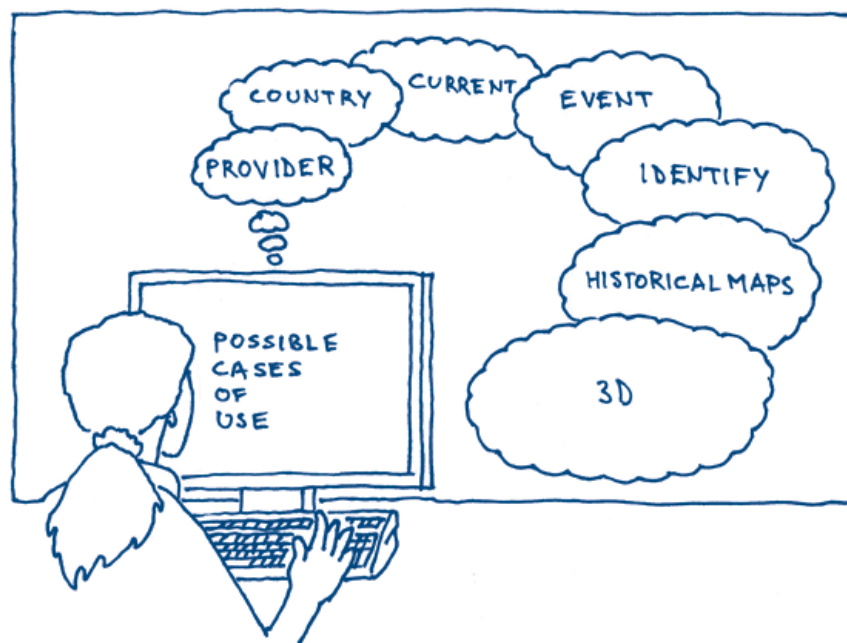 CURRENT
COUNTRY
EVENT
PROVIDER
IDENTIFY
HISTORICAL MAPS
POSSIBLE
CASES
OF
USE
3D